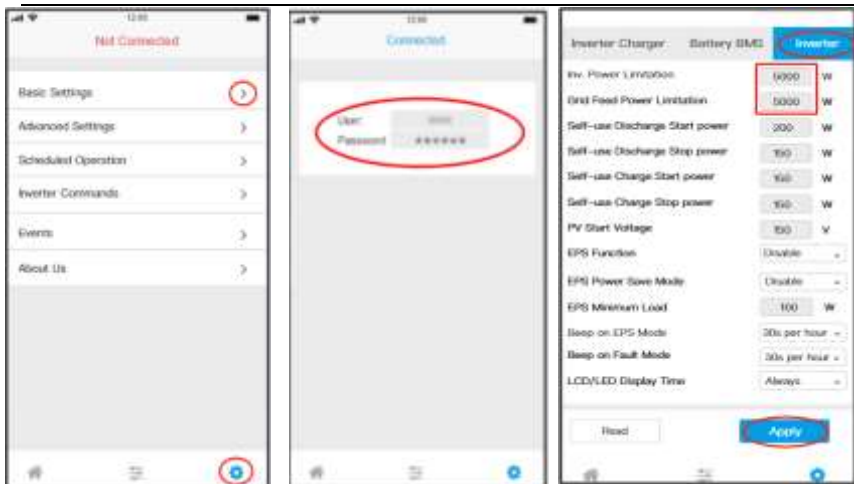 12:00
Not Connected
Basic Settings
Advanced Settings
Scheduled Operation
Inverter Commands
Events
About Us
12:00
Connected
User:
Password ******
Inverter Charger Battery BMS Inverter
Inv. Power Limitation 5000 W
Grid Feed Power Limitation 5000 W
Self-use Discharge Start power 200 W
Self-use Discharge Stop power 150 W
Self-use Charge Start power 150 W
Self-use Charge Stop power 150 W
PV Start Voltage 150 V
EPS Function Disable
EPS Power Save Mode Disable
EPS Minimum Load 100 W
Beep on EPS Mode 30s per hour
Beep on Fault Mode 30s per hour
LCD/LED Display Time Always
Read Apply